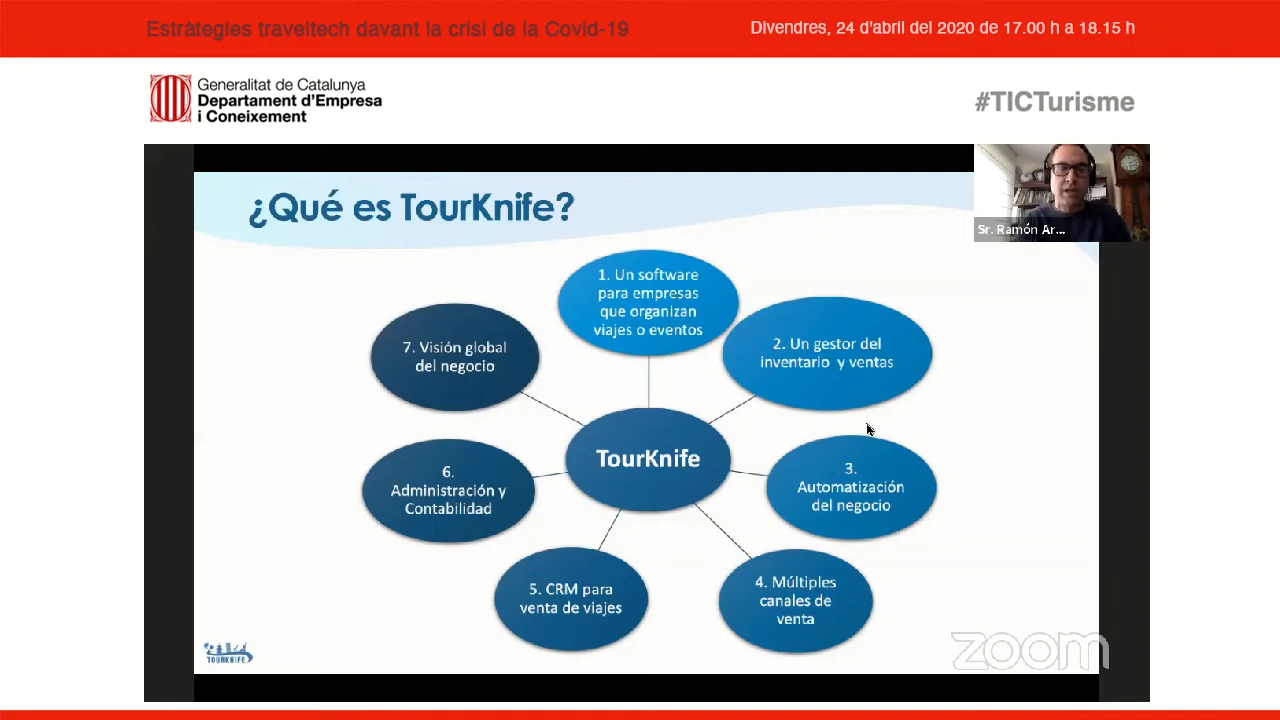 Estràtegies traveltech davant la crisi de la Covid-19
Divendres, 24 d'abril del 2020 de 17.00 h a 18.15 h
Generalitat de Catalunya
Departament d'Empresa
i Coneixement
#TICTurisme
Sr. Ramón Ar...
¿Qué es TourKnife?
1. Un software
para empresas
que organizan
viajes o eventos
2. Un gestor del
inventario y ventas
3.
Automatización
del negocio
4. Múltiples
canales de
venta
5. CRM para
venta de viajes
6.
Administración y
Contabilidad
7. Visión global
del negocio
TourKnife
TOURKNIFE
zoom